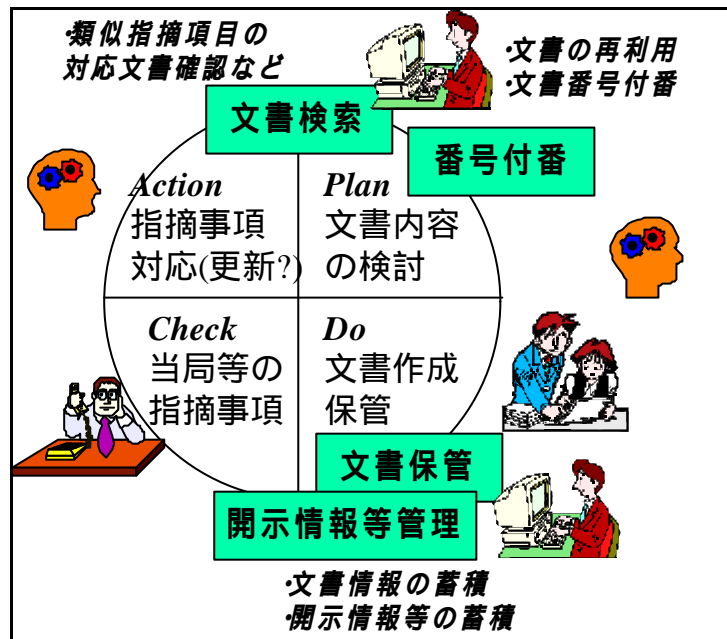 ・類似指摘項目の
対応文書確認など
・文書の再利用
・文書番号付番
文書検索
番号付番
Action
指摘事項
対応(更新?)
Plan
文書内容
の検討
Check
当局等の
指摘事項
Do
文書作成
保管
文書保管
開示情報等管理
・文書情報の蓄積
・開示情報等の蓄積